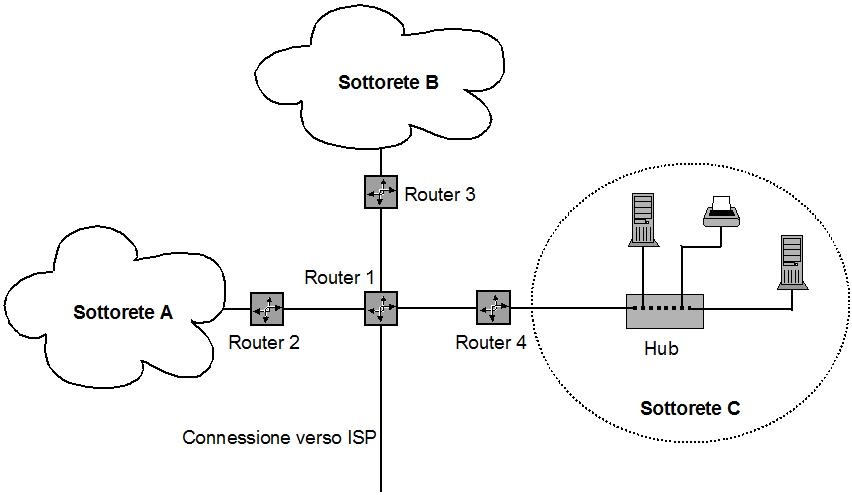 Sottorete B
Router 3
Router 1
Sottorete A
Router 2
Router 4
Hub
Sottorete C
Connessione verso ISP